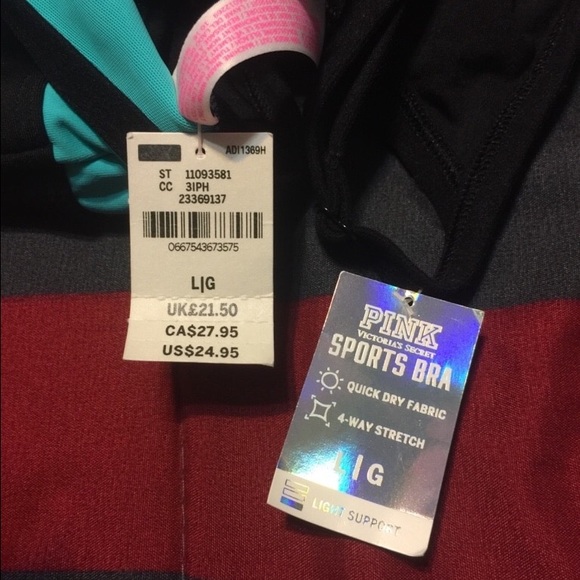 ADI1369H
ST 11093581
CC 3IPH
23369137
0667543673575
L|G
UK£21.50
CA$27.95
US$24.95
PINK
VICTORIA'S SECRET
SPORTS BRA
QUICK DRY FABRIC
4-WAY STRETCH
L|G
LIGHT SUPPORT